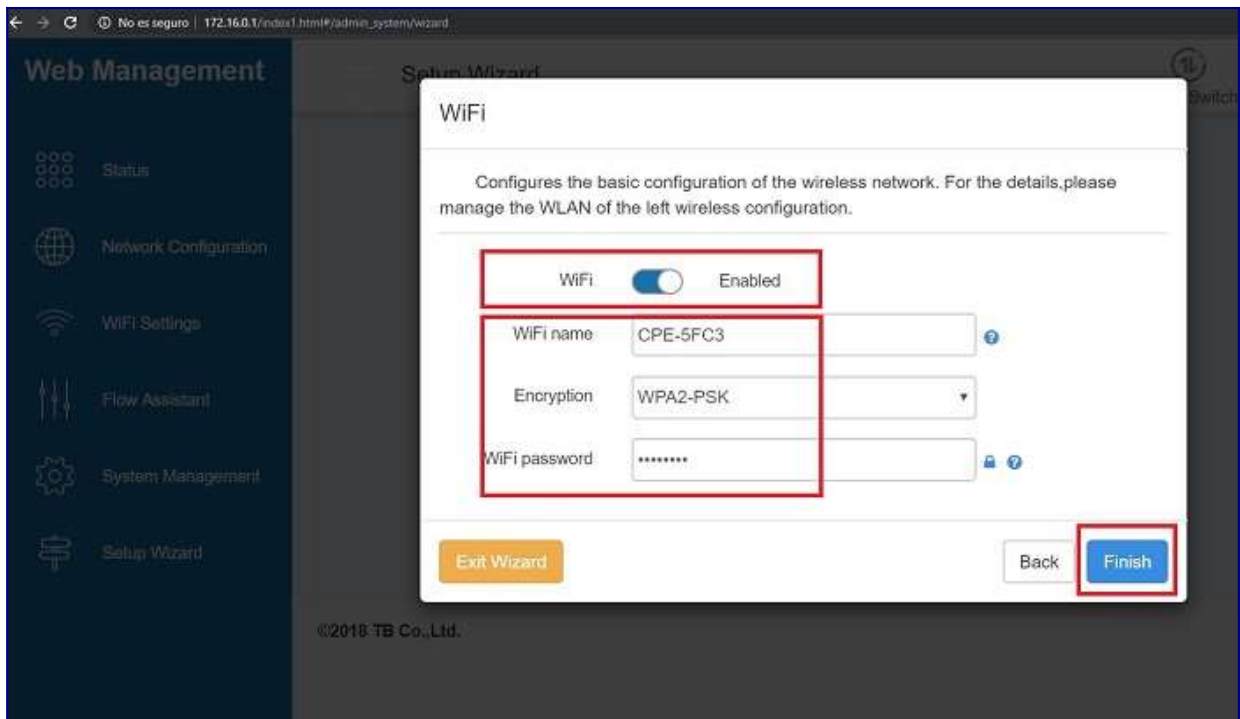 No es seguro | 172.16.0.1/index1.html#/admin_system/wizard
Web Management
Setup Wizard
Switch
WiFi
Configures the basic configuration of the wireless network. For the details,please
manage the WLAN of the left wireless configuration.
Status
Network Configuration
WiFi Settings
Flow Assistant
System Management
Setup Wizard
WiFi Enabled
WiFi name CPE-5FC3
Encryption WPA2-PSK
WiFi password ••••••••
Exit Wizard Back Finish
©2018 TB Co.,Ltd.